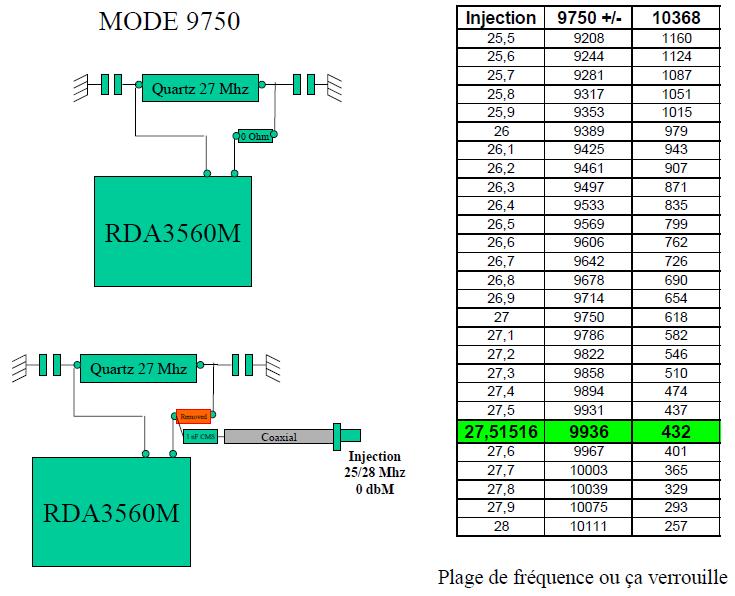 MODE 9750
Quartz 27 Mhz
0 Ohm
RDA3560M
Quartz 27 Mhz
Removed
1 nF CMS
Coaxial
Injection
25/28 Mhz
0 dbM
RDA3560M
Injection 9750 +/- 10368
25,5 9208 1160
25,6 9244 1124
25,7 9281 1087
25,8 9317 1051
25,9 9353 1015
26 9389 979
26,1 9425 943
26,2 9461 907
26,3 9497 871
26,4 9533 835
26,5 9569 799
26,6 9606 762
26,7 9642 726
26,8 9678 690
26,9 9714 654
27 9750 618
27,1 9786 582
27,2 9822 546
27,3 9858 510
27,4 9894 474
27,5 9931 437
27,51516 9936 432
27,6 9967 401
27,7 10003 365
27,8 10039 329
27,9 10075 293
28 10111 257
Plage de fréquence ou ça verrouille